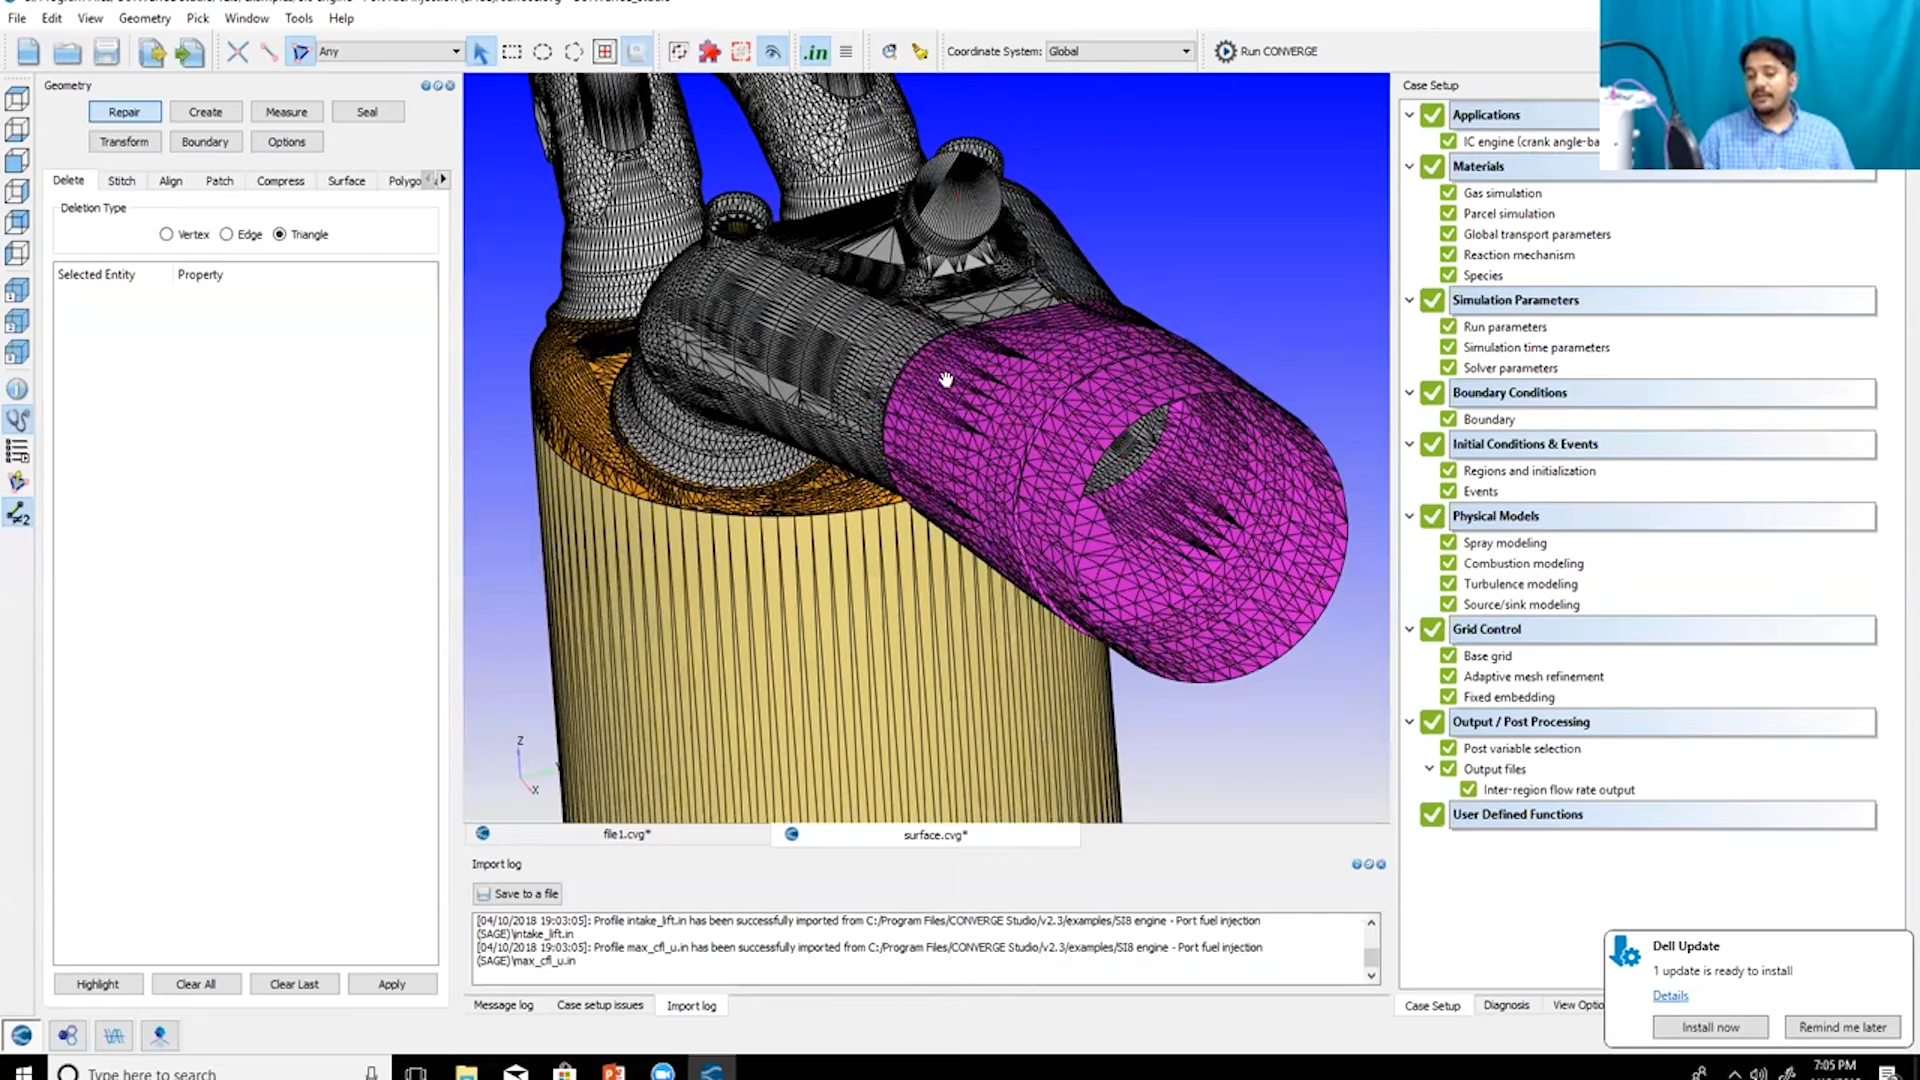 File Edit View Geometry Pick Window Tools Help
Any
.in
Coordinate System: Global
Run CONVERGE
Geometry
Repair Create Measure Seal
Transform Boundary Options
Delete Stitch Align Patch Compress Surface Polygo
Deletion Type
Vertex Edge Triangle
Selected Entity Property
Highlight Clear All Clear Last Apply
Z
X
file1.cvg* surface.cvg*
Import log
Save to a file
[04/10/2018 19:03:05]: Profile intake_lift.in has been successfully imported from C:/Program Files/CONVERGE Studio/v2.3/examples/SI8 engine - Port fuel injection
(SAGE)\intake_lift.in
[04/10/2018 19:03:05]: Profile max_cfl_u.in has been successfully imported from C:/Program Files/CONVERGE Studio/v2.3/examples/SI8 engine - Port fuel injection
(SAGE)\max_cfl_u.in
Message log Case setup issues Import log
Case Setup
Applications
IC engine (crank angle-ba
Materials
Gas simulation
Parcel simulation
Global transport parameters
Reaction mechanism
Species
Simulation Parameters
Run parameters
Simulation time parameters
Solver parameters
Boundary Conditions
Boundary
Initial Conditions & Events
Regions and initialization
Events
Physical Models
Spray modeling
Combustion modeling
Turbulence modeling
Source/sink modeling
Grid Control
Base grid
Adaptive mesh refinement
Fixed embedding
Output / Post Processing
Post variable selection
Output files
Inter-region flow rate output
User Defined Functions
Case Setup Diagnosis View Optio
Dell Update
1 update is ready to install
Details
Install now Remind me later
Type here to search
7:05 PM